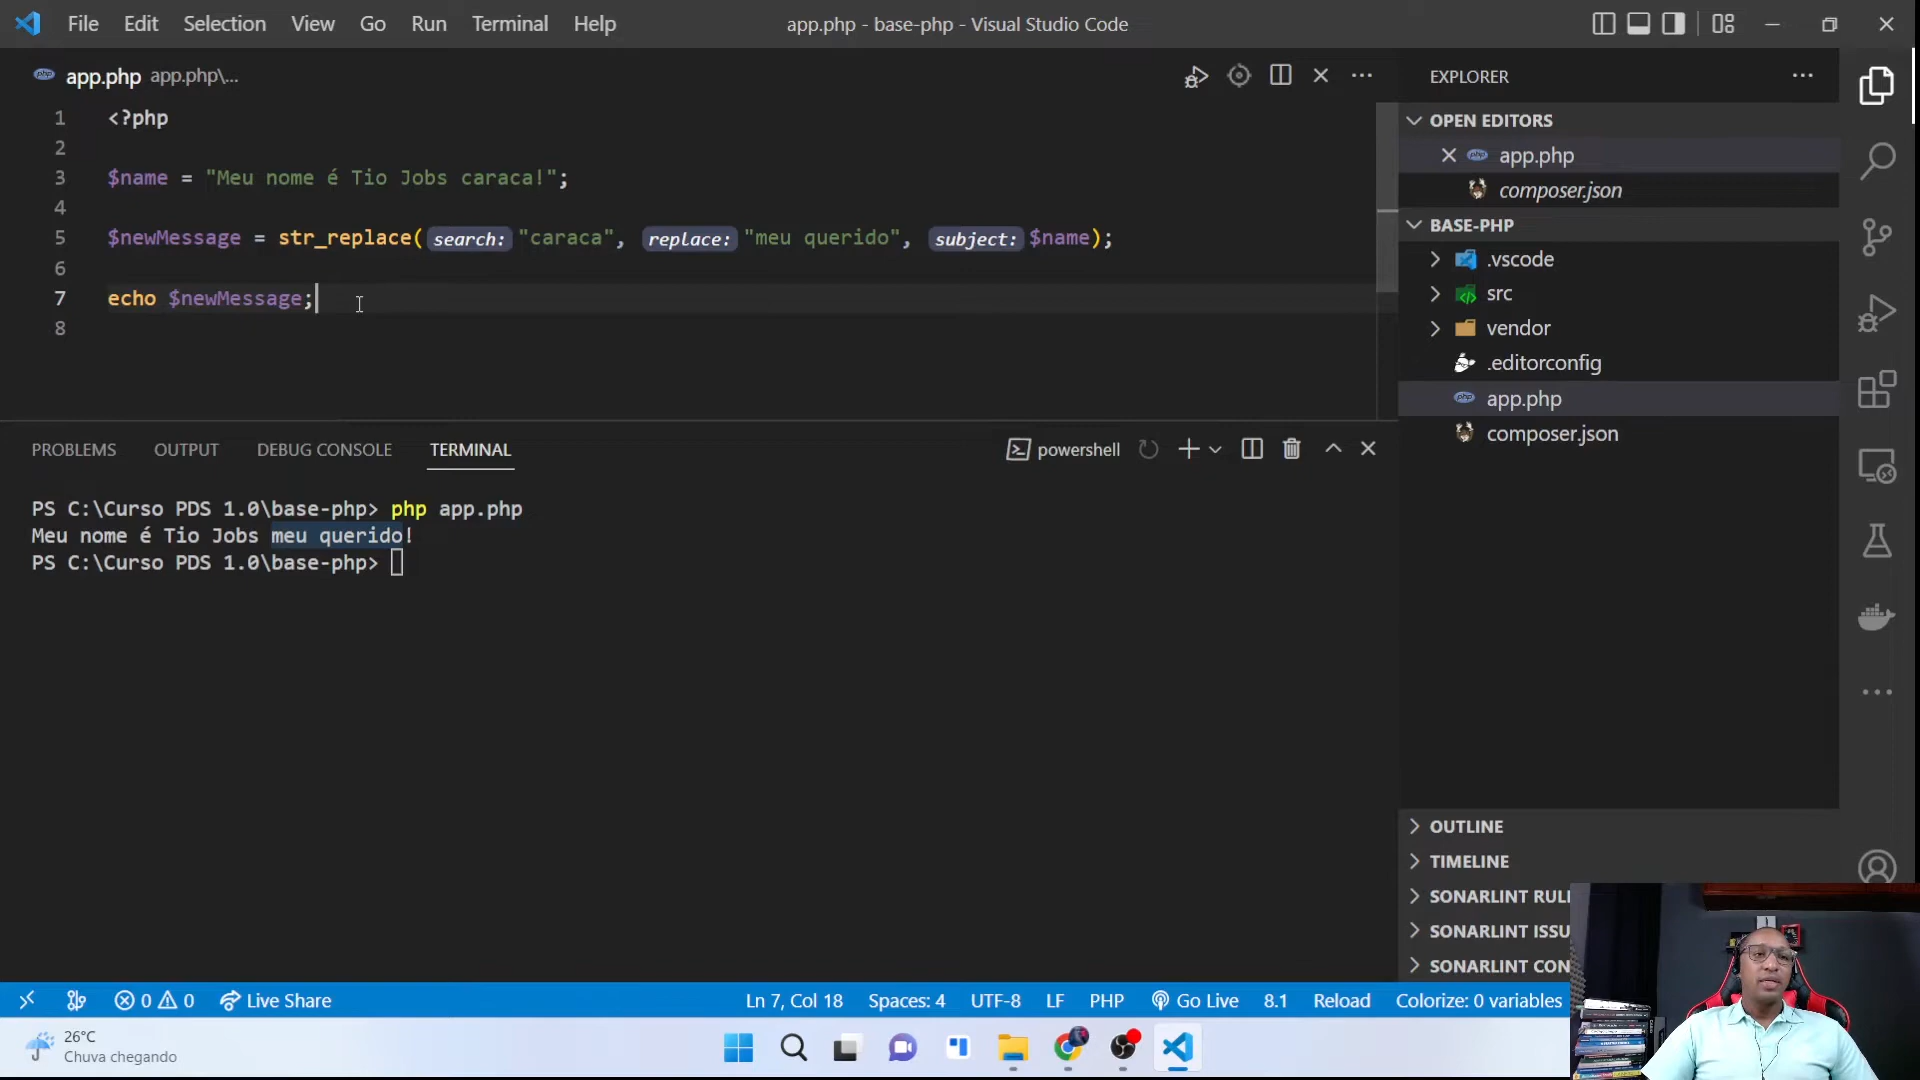 File Edit Selection View Go Run Terminal Help
app.php - base-php - Visual Studio Code
app.php app.php\...
1 <?php
2
3 $name = "Meu nome é Tio Jobs caraca!";
4
5 $newMessage = str_replace(search: "caraca", replace: "meu querido", subject: $name);
6
7 echo $newMessage;
8
PROBLEMS OUTPUT DEBUG CONSOLE TERMINAL
powershell
PS C:\Curso PDS 1.0\base-php> php app.php
Meu nome é Tio Jobs meu querido!
PS C:\Curso PDS 1.0\base-php>
EXPLORER
OPEN EDITORS
app.php
composer.json
BASE-PHP
.vscode
src
vendor
.editorconfig
app.php
composer.json
OUTLINE
TIMELINE
SONARLINT RUL
SONARLINT ISSU
SONARLINT CON
0 0 Live Share
Ln 7, Col 18 Spaces: 4 UTF-8 LF PHP Go Live 8.1 Reload Colorize: 0 variables
26°C
Chuva chegando